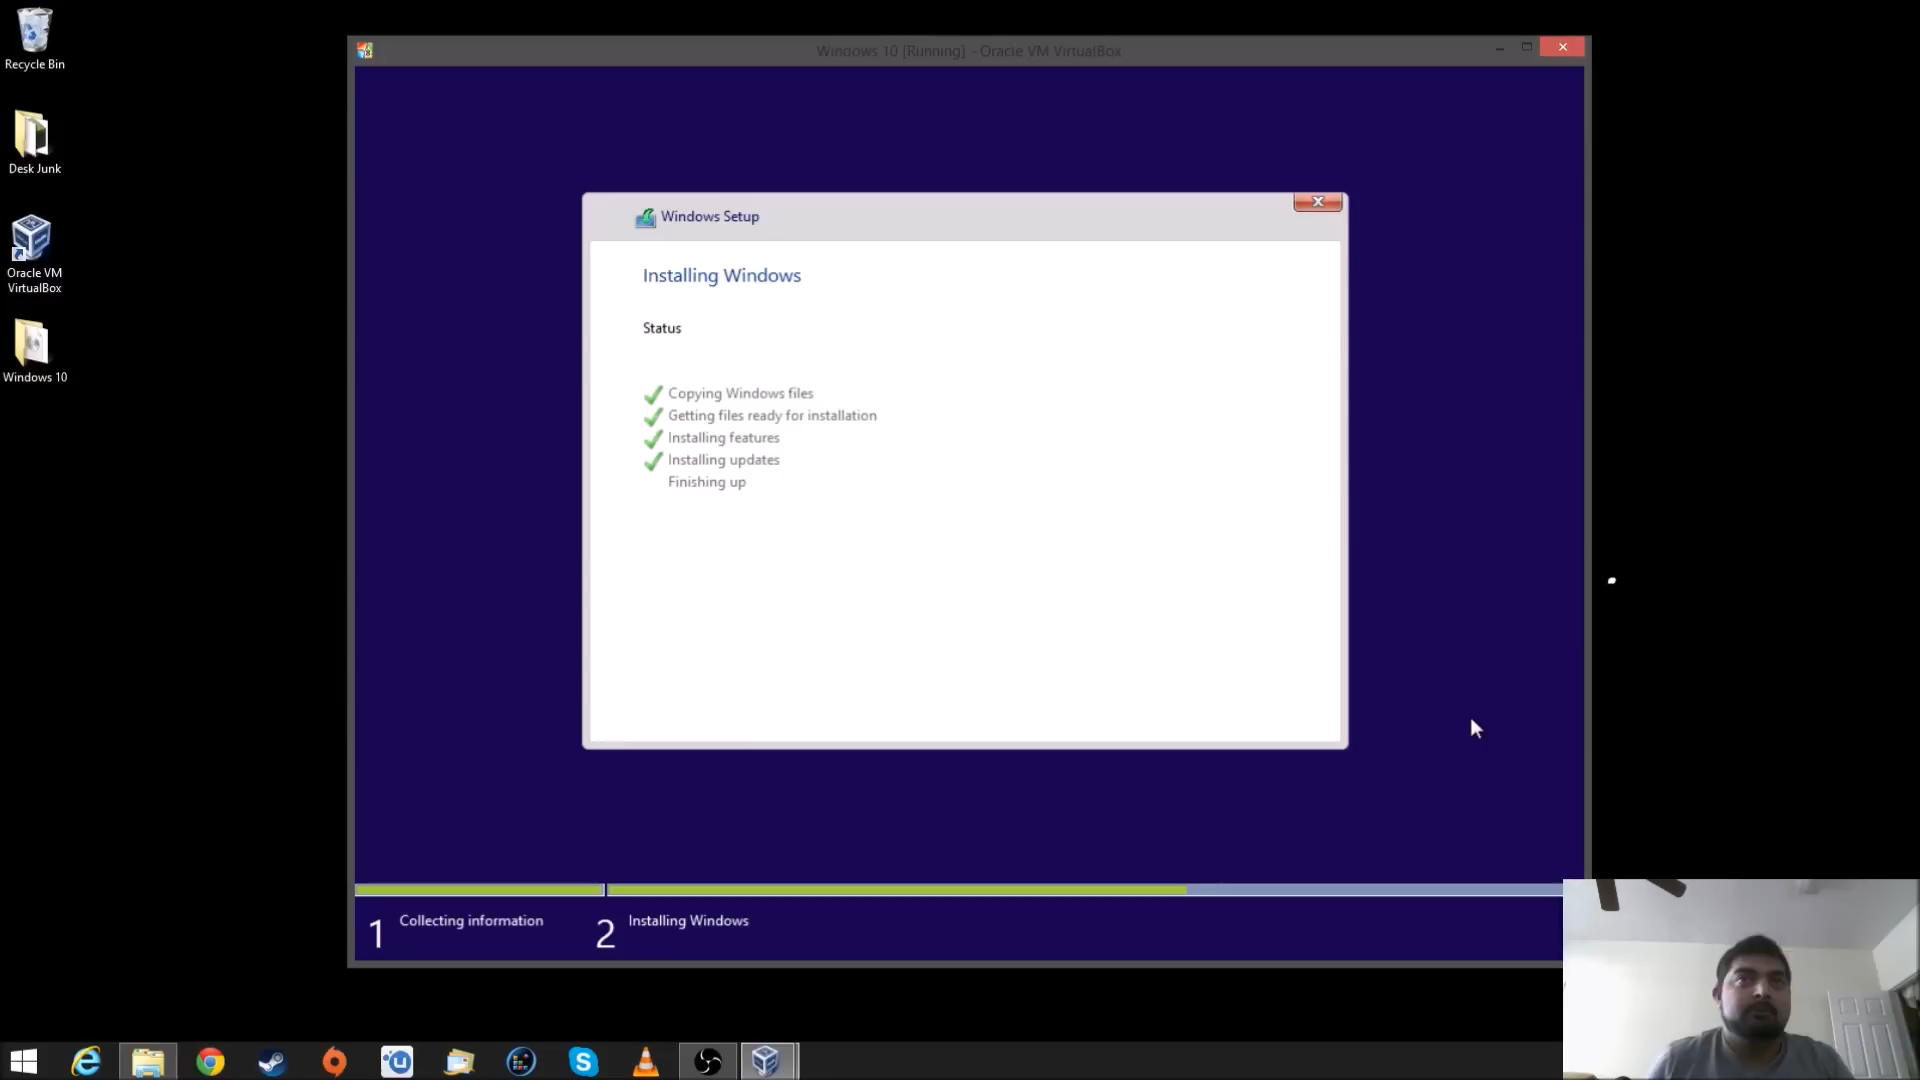 Recycle Bin
Desk Junk
Oracle VM
VirtualBox
Windows 10
Windows 10 [Running] - Oracle VM VirtualBox
Windows Setup
Installing Windows
Status
Copying Windows files
Getting files ready for installation
Installing features
Installing updates
Finishing up
1 Collecting information
2 Installing Windows